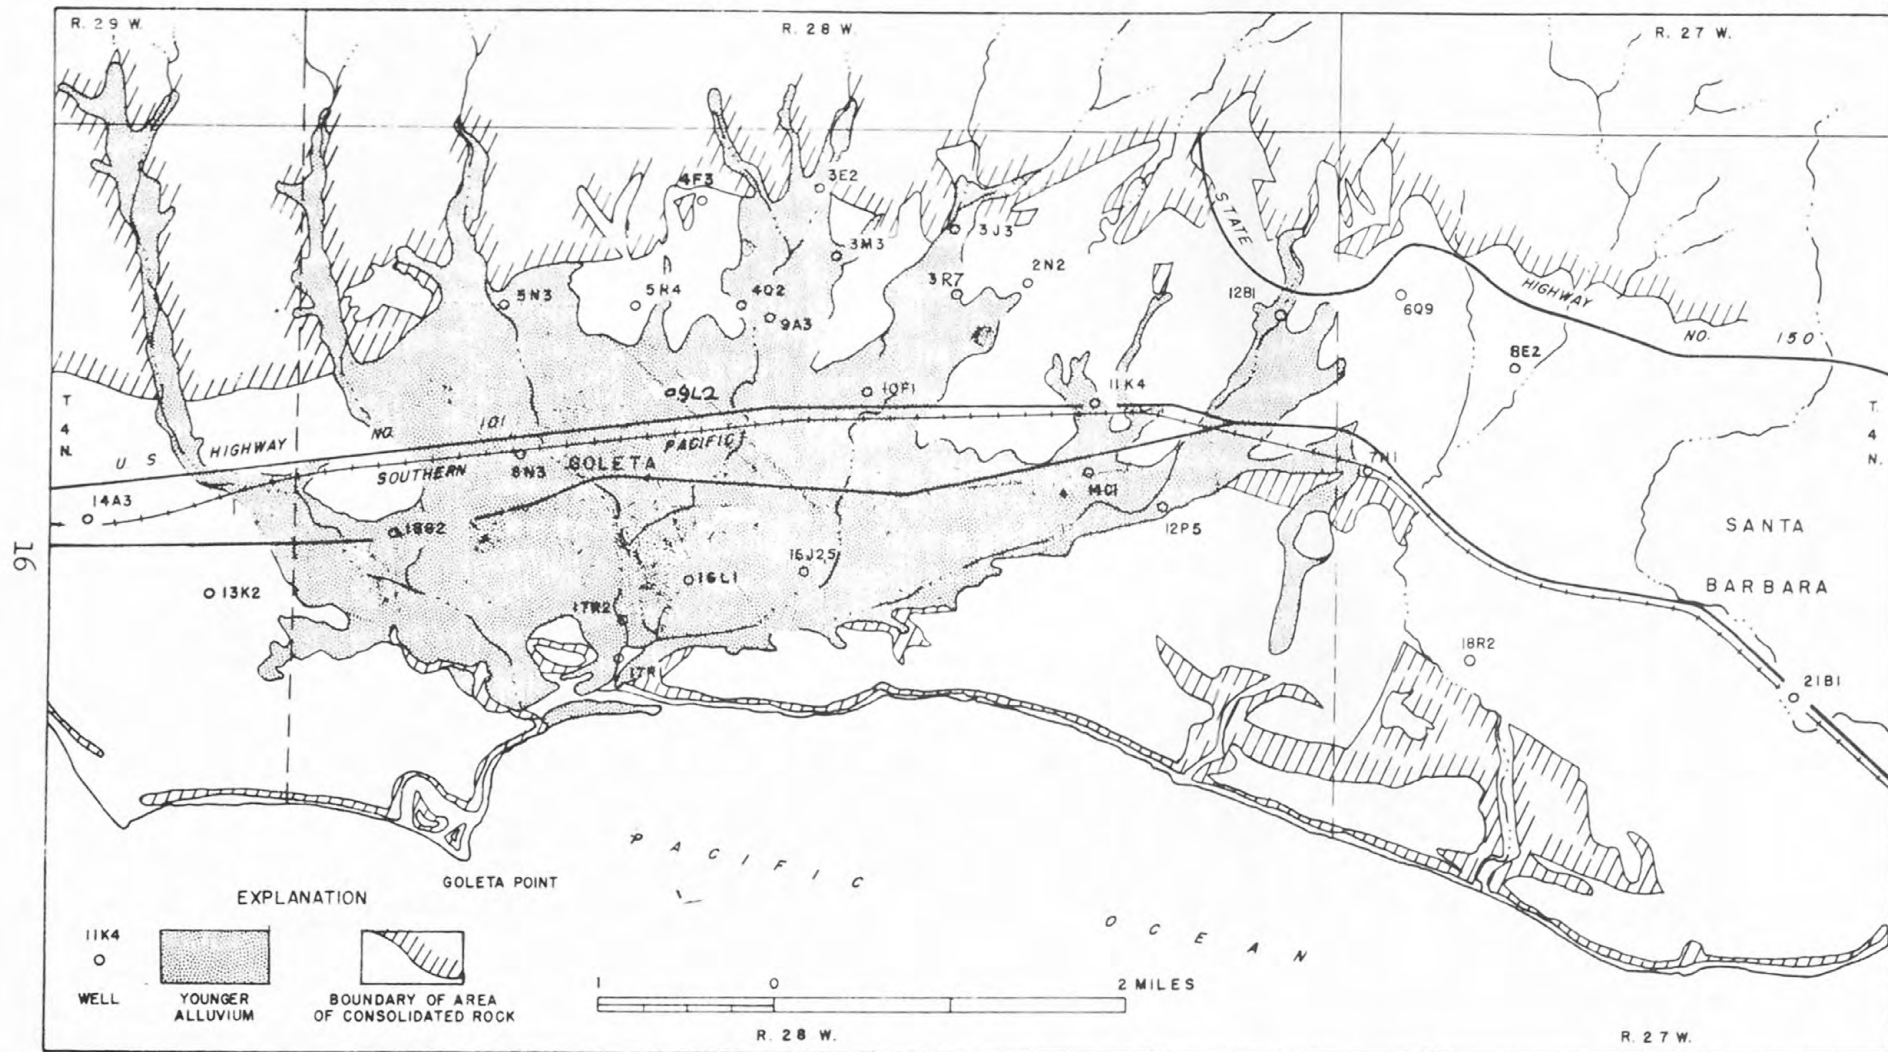 R. 29 W.
R. 28 W.
R. 27 W.
4F3
3E2
STATE
3J3
3M3
2N2
3R7
5N3
5R4
4Q2
12B1
6Q9
HIGHWAY
9A3
NO. 150
8E2
T
4
N.
9L2
10F1
11K4
T.
4
N.
U S HIGHWAY NO. 101
PACIFIC
SOUTHERN
8N3
GOLETA
7N1
14C1
14A3
12P5
SANTA
18G2
16J25
16L1
BARBARA
13K2
17R2
16
18R2
17R1
21B1
PACIFIC
GOLETA POINT
EXPLANATION
OCEAN
11K4
WELL
YOUNGER
ALLUVIUM
BOUNDARY OF AREA
OF CONSOLIDATED ROCK
1 0 2 MILES
R. 28 W.
R. 27 W.